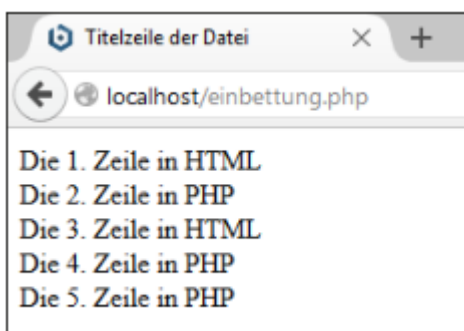 Titelzeile der Datei
localhost/einbettung.php
Die 1. Zeile in HTML
Die 2. Zeile in PHP
Die 3. Zeile in HTML
Die 4. Zeile in PHP
Die 5. Zeile in PHP